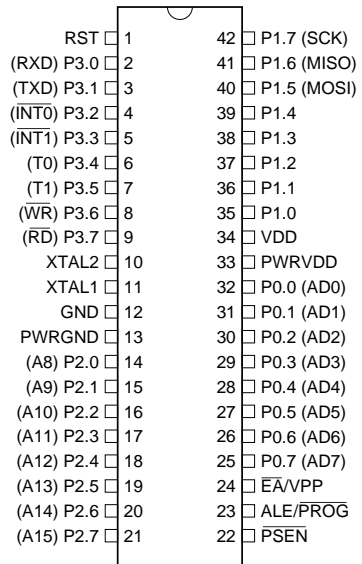 RST 1 42 P1.7 (SCK)
(RXD) P3.0 2 41 P1.6 (MISO)
(TXD) P3.1 3 40 P1.5 (MOSI)
(I̅N̅T̅0̅) P3.2 4 39 P1.4
(I̅N̅T̅1̅) P3.3 5 38 P1.3
(T0) P3.4 6 37 P1.2
(T1) P3.5 7 36 P1.1
(W̅R̅) P3.6 8 35 P1.0
(R̅D̅) P3.7 9 34 VDD
XTAL2 10 33 PWRVDD
XTAL1 11 32 P0.0 (AD0)
GND 12 31 P0.1 (AD1)
PWRGND 13 30 P0.2 (AD2)
(A8) P2.0 14 29 P0.3 (AD3)
(A9) P2.1 15 28 P0.4 (AD4)
(A10) P2.2 16 27 P0.5 (AD5)
(A11) P2.3 17 26 P0.6 (AD6)
(A12) P2.4 18 25 P0.7 (AD7)
(A13) P2.5 19 24 E̅A̅/VPP
(A14) P2.6 20 23 ALE/P̅R̅O̅G̅
(A15) P2.7 21 22 P̅S̅E̅N̅